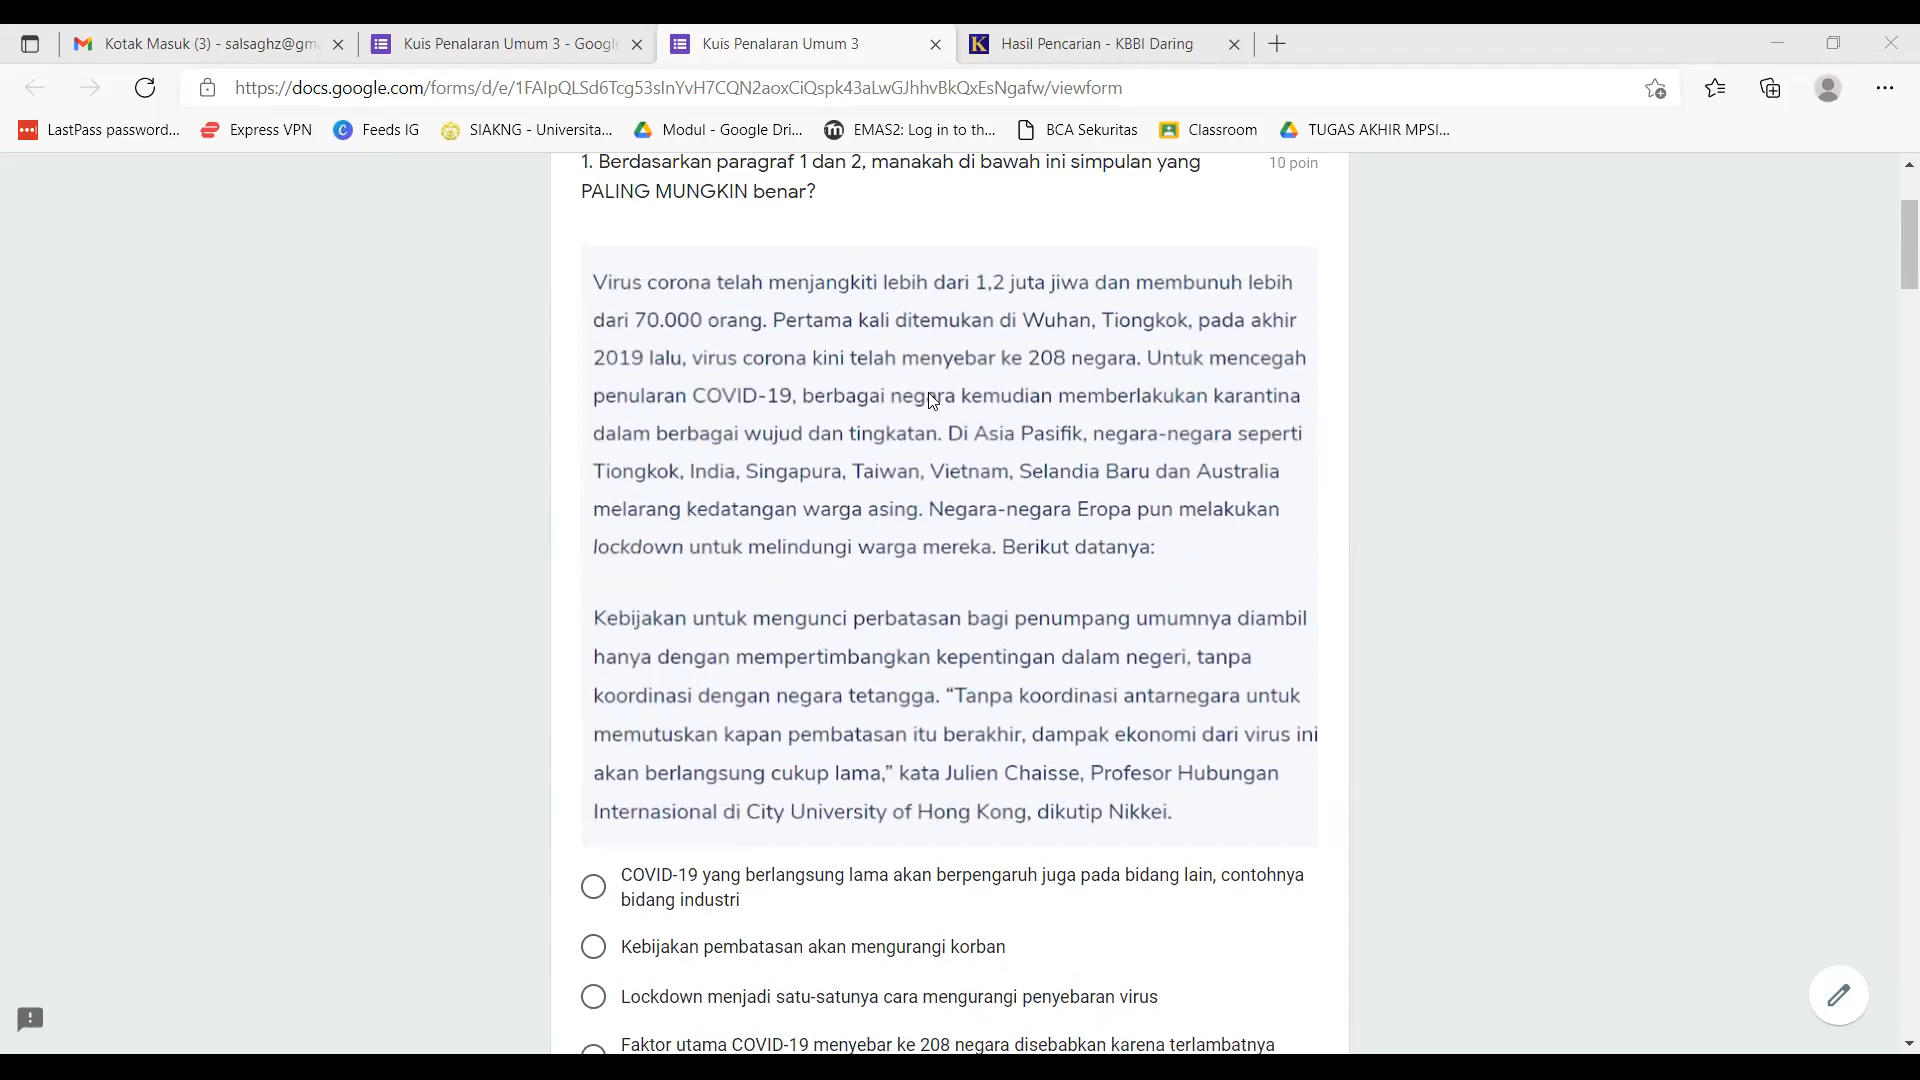 Kotak Masuk (3) - salsaghz@gm
Kuis Penalaran Umum 3 - Google
Kuis Penalaran Umum 3
Hasil Pencarian - KBBI Daring
https://docs.google.com/forms/d/e/1FAIpQLSd6Tcg53sInYvH7CQN2aoxCiQspk43aLwGJhhvBkQxEsNgafw/viewform
LastPass password...
Express VPN
Feeds IG
SIAKNG - Universita...
Modul - Google Dri...
EMAS2: Log in to th...
BCA Sekuritas
Classroom
TUGAS AKHIR MPSI...
1. Berdasarkan paragraf 1 dan 2, manakah di bawah ini simpulan yang
PALING MUNGKIN benar?
10 poin
Virus corona telah menjangkiti lebih dari 1,2 juta jiwa dan membunuh lebih
dari 70.000 orang. Pertama kali ditemukan di Wuhan, Tiongkok, pada akhir
2019 lalu, virus corona kini telah menyebar ke 208 negara. Untuk mencegah
penularan COVID-19, berbagai negara kemudian memberlakukan karantina
dalam berbagai wujud dan tingkatan. Di Asia Pasifik, negara-negara seperti
Tiongkok, India, Singapura, Taiwan, Vietnam, Selandia Baru dan Australia
melarang kedatangan warga asing. Negara-negara Eropa pun melakukan
lockdown untuk melindungi warga mereka. Berikut datanya:
Kebijakan untuk mengunci perbatasan bagi penumpang umumnya diambil
hanya dengan mempertimbangkan kepentingan dalam negeri, tanpa
koordinasi dengan negara tetangga. “Tanpa koordinasi antarnegara untuk
memutuskan kapan pembatasan itu berakhir, dampak ekonomi dari virus ini
akan berlangsung cukup lama,” kata Julien Chaisse, Profesor Hubungan
Internasional di City University of Hong Kong, dikutip Nikkei.
COVID-19 yang berlangsung lama akan berpengaruh juga pada bidang lain, contohnya
bidang industri
Kebijakan pembatasan akan mengurangi korban
Lockdown menjadi satu-satunya cara mengurangi penyebaran virus
Faktor utama COVID-19 menyebar ke 208 negara disebabkan karena terlambatnya